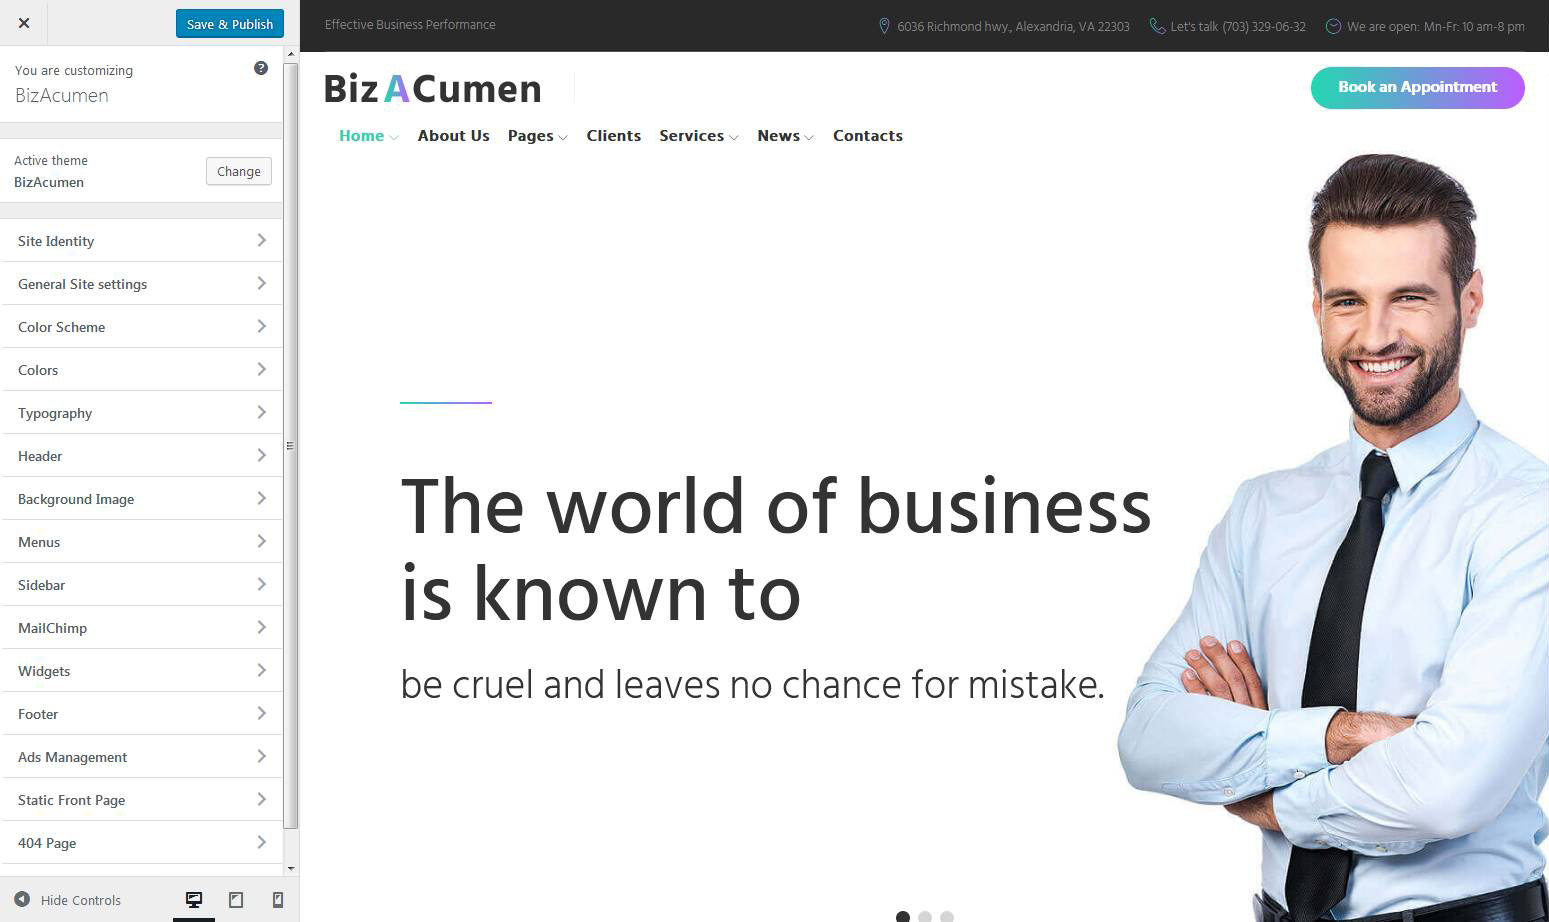 Save & Publish
You are customizing
BizAcumen
Active theme
BizAcumen
Change
Site Identity
General Site settings
Color Scheme
Colors
Typography
Header
Background Image
Menus
Sidebar
MailChimp
Widgets
Footer
Ads Management
Static Front Page
404 Page
Hide Controls
Effective Business Performance
6036 Richmond hwy., Alexandria, VA 22303
Let's talk (703) 329-06-32
We are open: Mn-Fr: 10 am-8 pm
BizACumen
Book an Appointment
Home About Us Pages Clients Services News Contacts
The world of business
is known to
be cruel and leaves no chance for mistake.